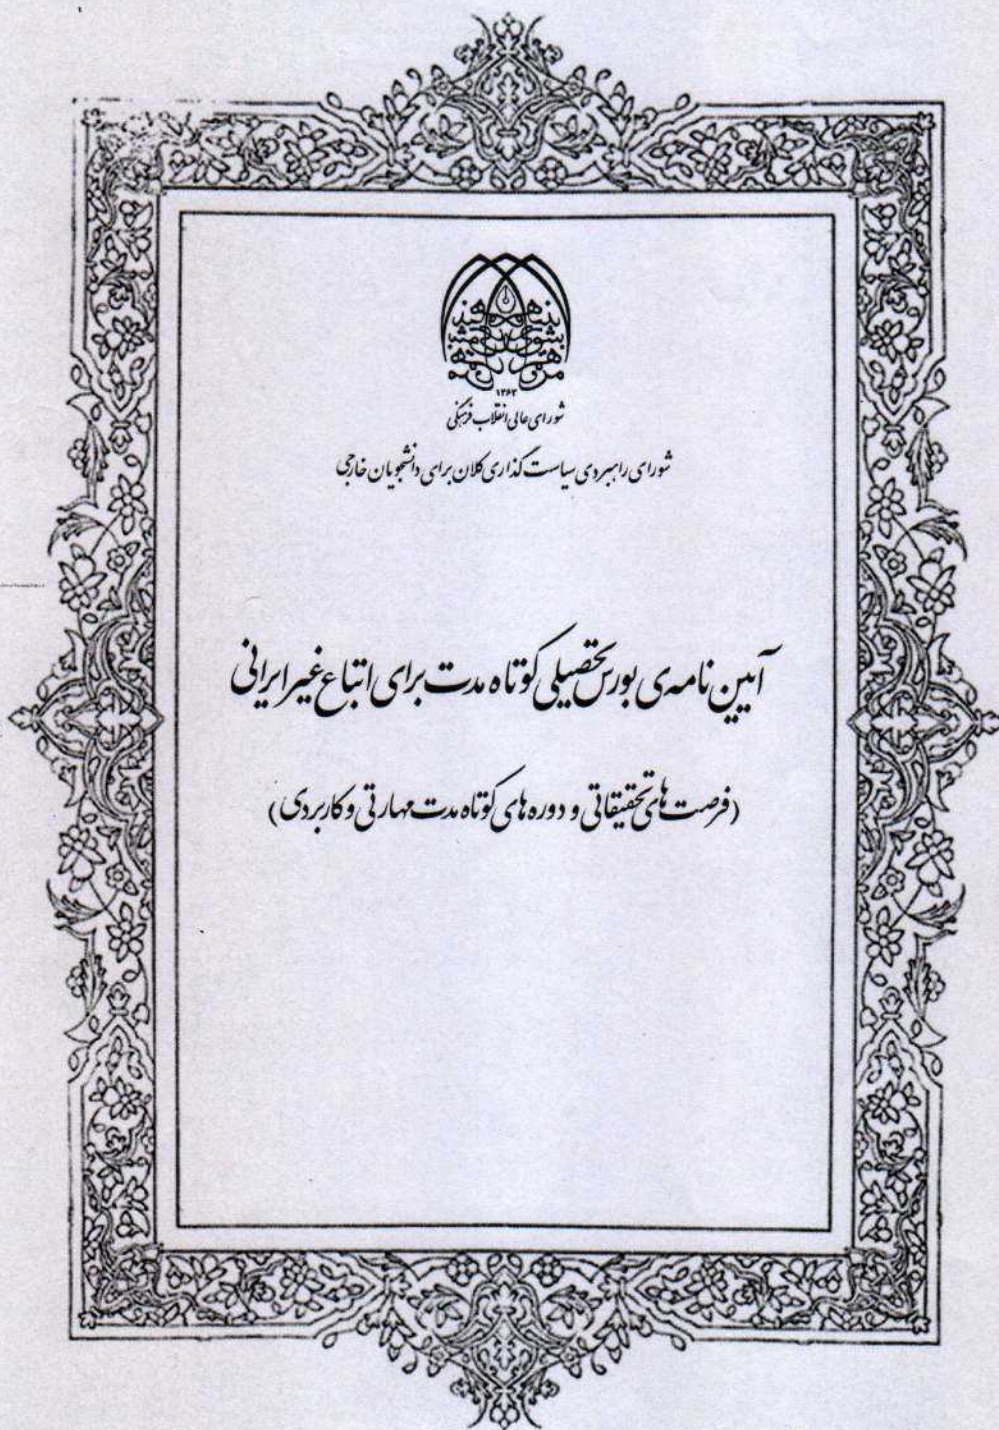 ۱۳۶۳
شورای عالی انقلاب فرهنگی
شورای راهبردی سیاست گذاری کلان برای دانشجویان خارجی
آیین نامه‌ی بورس تحصیلی کوتاه مدت برای اتباع غیر ایرانی
(فرصت های تحقیقاتی و دوره های کوتاه مدت مهارتی و کاربردی)